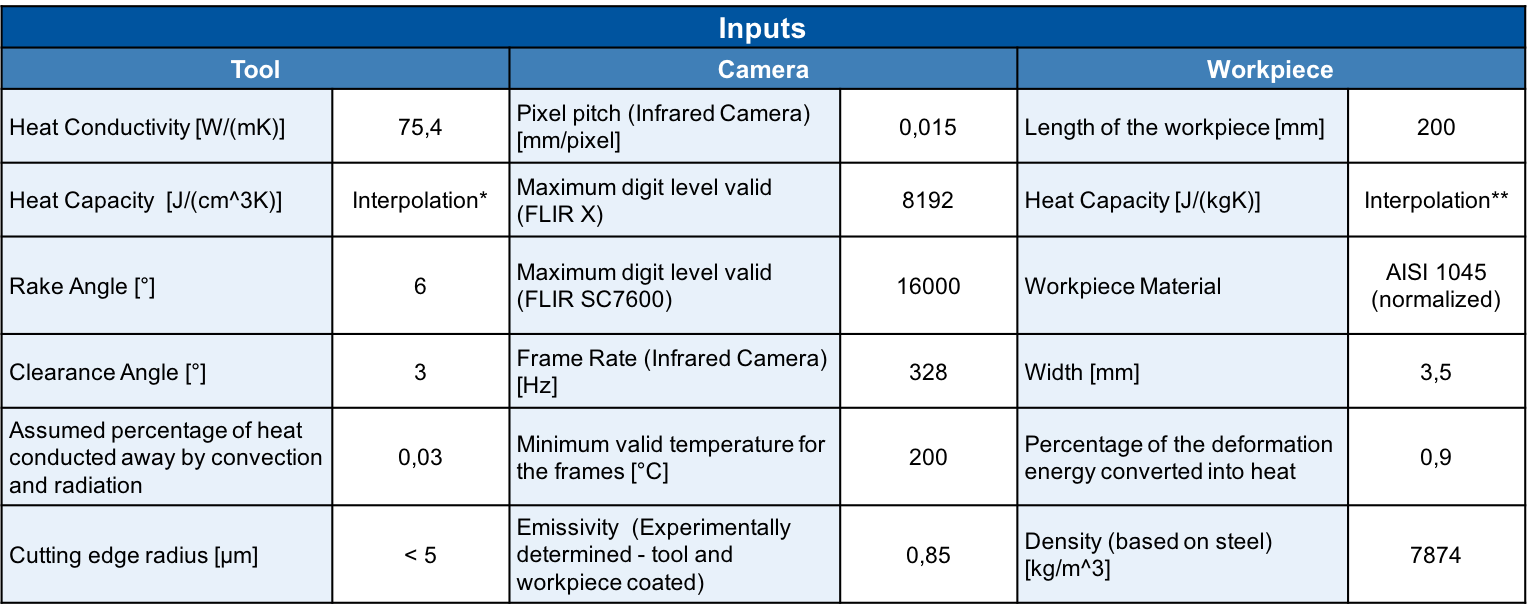 Inputs
Tool
Camera
Workpiece
Heat Conductivity [W/(mK)]
75,4
Pixel pitch (Infrared Camera)
[mm/pixel]
0,015
Length of the workpiece [mm]
200
Heat Capacity [J/(cm^3K)]
Interpolation*
Maximum digit level valid
(FLIR X)
8192
Heat Capacity [J/(kgK)]
Interpolation**
Rake Angle [°]
6
Maximum digit level valid
(FLIR SC7600)
16000
Workpiece Material
AISI 1045
(normalized)
Clearance Angle [°]
3
Frame Rate (Infrared Camera)
[Hz]
328
Width [mm]
3,5
Assumed percentage of heat
conducted away by convection
and radiation
0,03
Minimum valid temperature for
the frames [°C]
200
Percentage of the deformation
energy converted into heat
0,9
Cutting edge radius [µm]
< 5
Emissivity (Experimentally
determined - tool and
workpiece coated)
0,85
Density (based on steel)
[kg/m^3]
7874